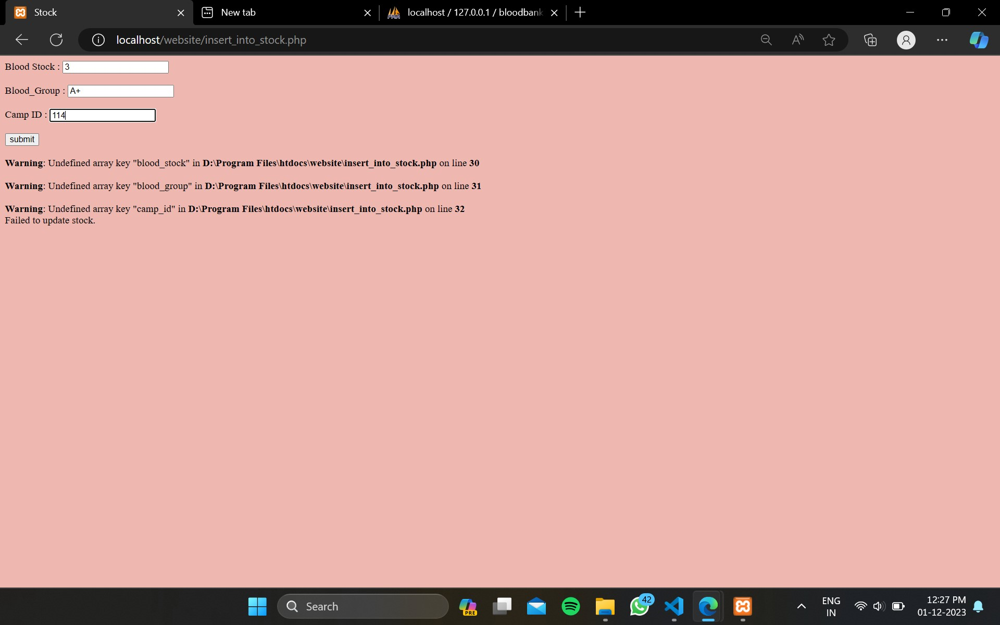 Stock
New tab
localhost / 127.0.0.1 / bloodbank
localhost/website/insert_into_stock.php
Blood Stock : 3
Blood_Group : A+
Camp ID : 114
submit
Warning: Undefined array key "blood_stock" in D:\Program Files\htdocs\website\insert_into_stock.php on line 30
Warning: Undefined array key "blood_group" in D:\Program Files\htdocs\website\insert_into_stock.php on line 31
Warning: Undefined array key "camp_id" in D:\Program Files\htdocs\website\insert_into_stock.php on line 32
Failed to update stock.
Search
PRE
42
ENG
IN
12:27 PM
01-12-2023